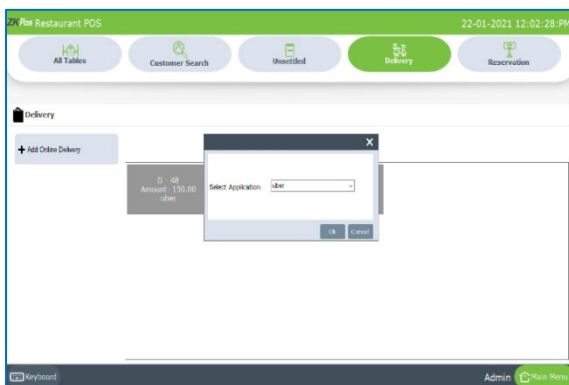 ZKPos Restaurant POS
22-01-2021 12:02:28:PM
All Tables
Customer Search
Unsettled
Delivery
Reservation
Delivery
+ Add Online Delivery
X
D - 48
Amount- 150.00
uber
Select Application
uber
Ok
Cancel
Keyboard
Admin
Main Menu